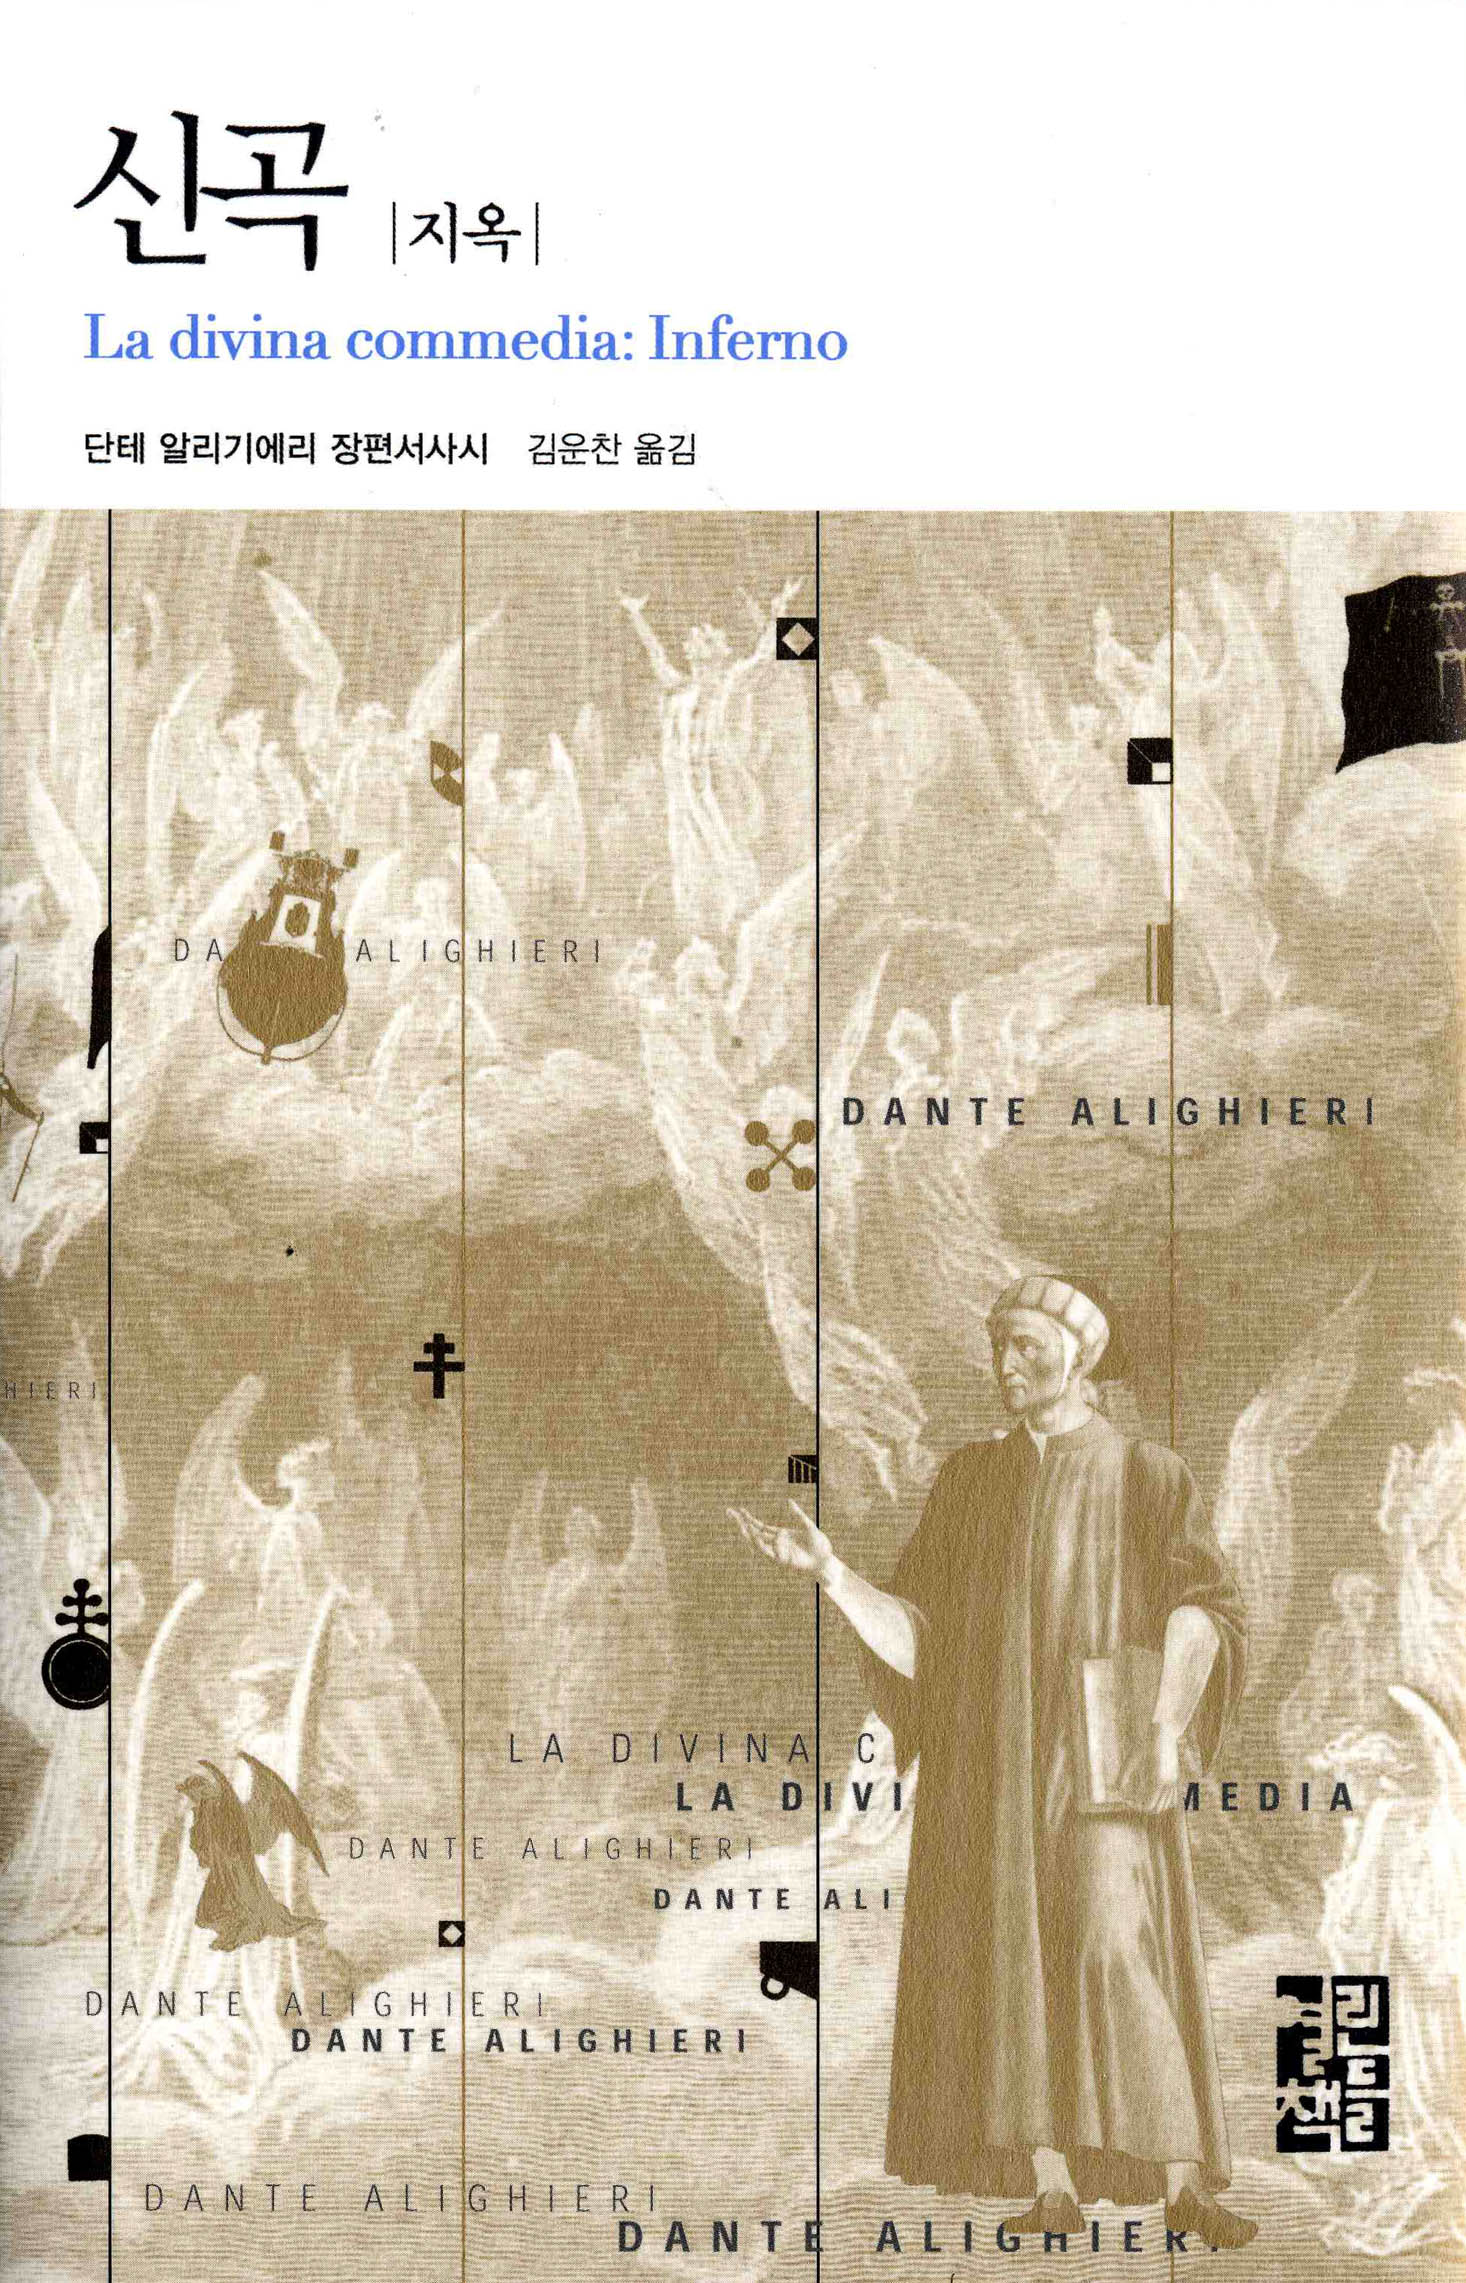 신곡 |지옥|
La divina commedia: Inferno
단테 알리기에리 장편서사시 김운찬 옮김
DA ALIGHIERI
DANTE ALIGHIERI
HIERI
LA DIVINA C
LA DIVI MEDIA
DANTE ALIGHIERI
DANTE ALI
DANTE ALIGHIERI
DANTE ALIGHIERI
열린책들
DANTE ALIGHIERI
DANTE ALIGHIERI